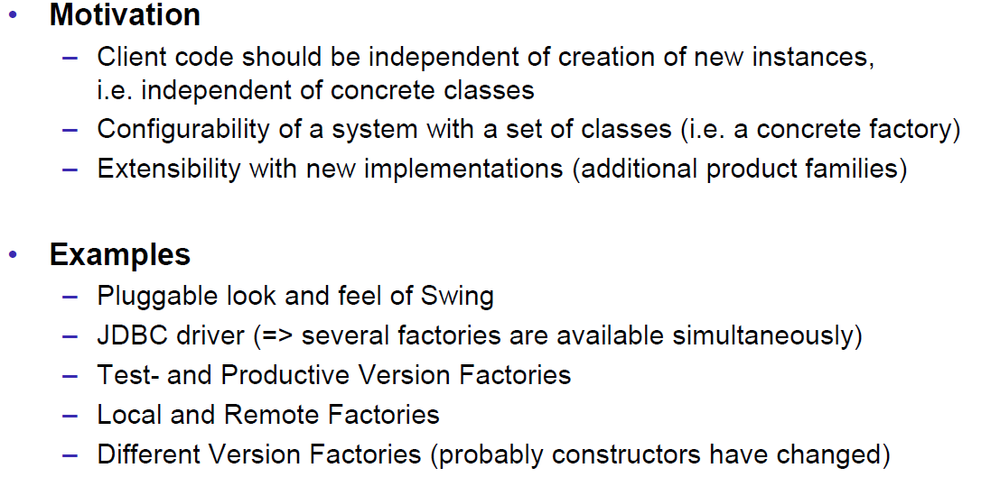 • Motivation
– Client code should be independent of creation of new instances,
i.e. independent of concrete classes
– Configurability of a system with a set of classes (i.e. a concrete factory)
– Extensibility with new implementations (additional product families)
• Examples
– Pluggable look and feel of Swing
– JDBC driver (=> several factories are available simultaneously)
– Test- and Productive Version Factories
– Local and Remote Factories
– Different Version Factories (probably constructors have changed)